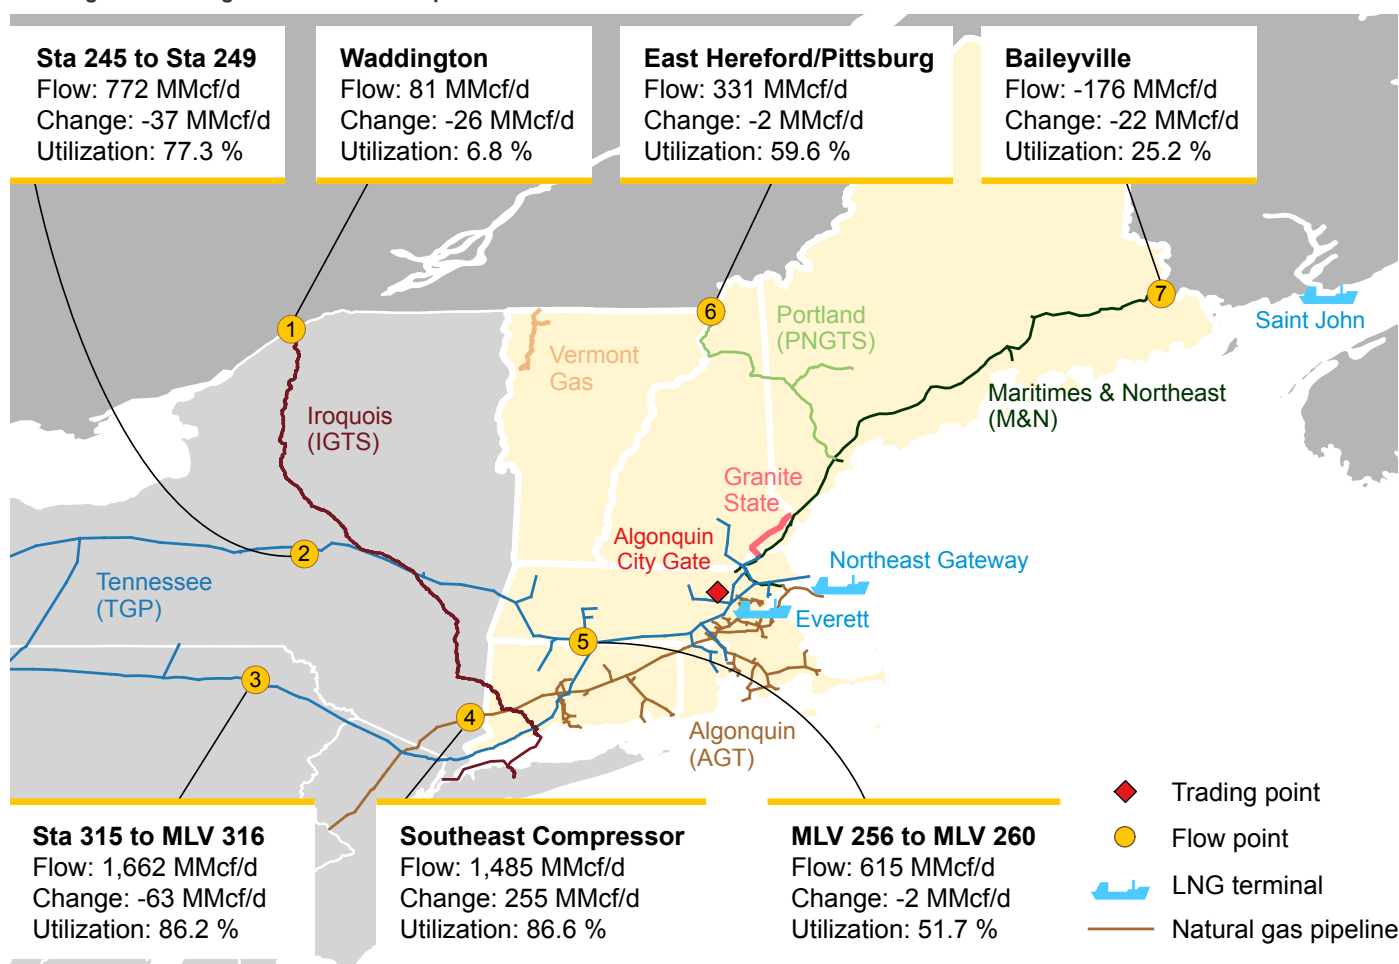 Sta 245 to Sta 249
Flow: 772 MMcf/d
Change: -37 MMcf/d
Utilization: 77.3 %
Waddington
Flow: 81 MMcf/d
Change: -26 MMcf/d
Utilization: 6.8 %
East Hereford/Pittsburg
Flow: 331 MMcf/d
Change: -2 MMcf/d
Utilization: 59.6 %
Baileyville
Flow: -176 MMcf/d
Change: -22 MMcf/d
Utilization: 25.2 %
1
6
7
Saint John
Portland
(PNGTS)
Vermont
Gas
Maritimes & Northeast
(M&N)
Iroquois
(IGTS)
Granite
State
Algonquin
City Gate
2
Northeast Gateway
Tennessee
(TGP)
Everett
5
3
4
Algonquin
(AGT)
Sta 315 to MLV 316
Flow: 1,662 MMcf/d
Change: -63 MMcf/d
Utilization: 86.2 %
Southeast Compressor
Flow: 1,485 MMcf/d
Change: 255 MMcf/d
Utilization: 86.6 %
MLV 256 to MLV 260
Flow: 615 MMcf/d
Change: -2 MMcf/d
Utilization: 51.7 %
Trading point
Flow point
LNG terminal
Natural gas pipeline